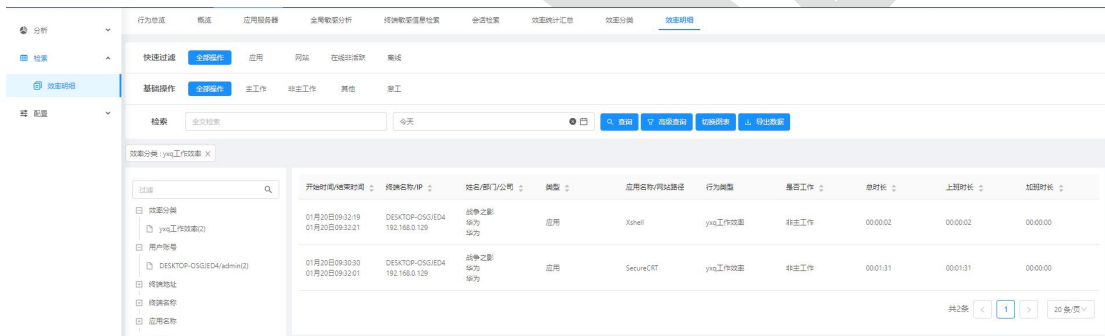 行为总览 概览 应用服务器 全局敏感分析 终端敏感信息检索 会话检索 效率统计汇总 效率分类 效率明细
分析
检索
效率明细
配置
快速过滤 全部操作 应用 网站 在线非活跃 离线
基础操作 全部操作 主工作 非主工作 其他 怠工
检索 全文检索 今天 查询 高级查询 切换图表 导出数据
效率分类 : yxq工作效率 ×
过滤
效率分类
yxq工作效率(2)
用户账号
DESKTOP-OSGJED4/admin(2)
终端地址
终端名称
应用名称
开始时间/结束时间 终端名称/IP 姓名/部门/公司 类型 应用名称/网站路径 行为类型 是否工作 总时长 上班时长 加班时长
01月20日09:32:19 DESKTOP-OSGJED4 战争之影
01月20日09:32:21 192.168.0.129 华为 应用 Xshell yxq工作效率 非主工作 00:00:02 00:00:02 00:00:00
华为
01月20日09:30:30 DESKTOP-OSGJED4 战争之影
01月20日09:32:01 192.168.0.129 华为 应用 SecureCRT yxq工作效率 非主工作 00:01:31 00:01:31 00:00:00
华为
共2条 < 1 > 20 条/页